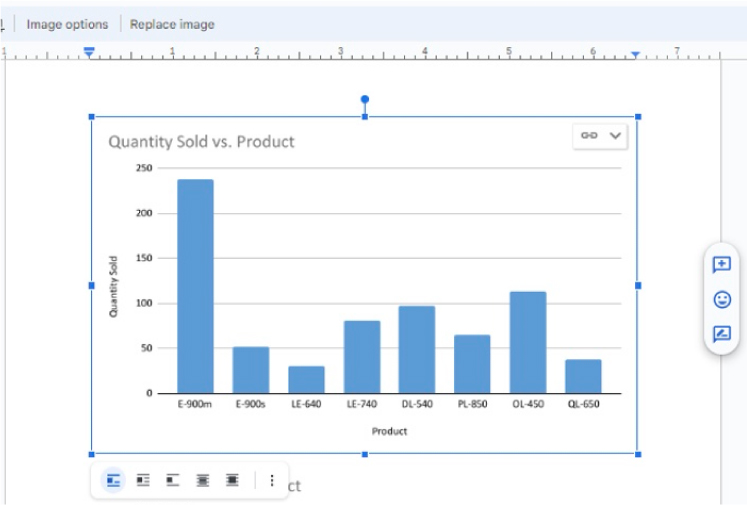 Image options Replace image
1 1 2 3 4 5 6 7
Quantity Sold vs. Product
250
200
150
100
50
0
Quantity Sold
E-900m E-900s LE-640 LE-740 DL-540 PL-850 OL-450 QL-650
Product
ct